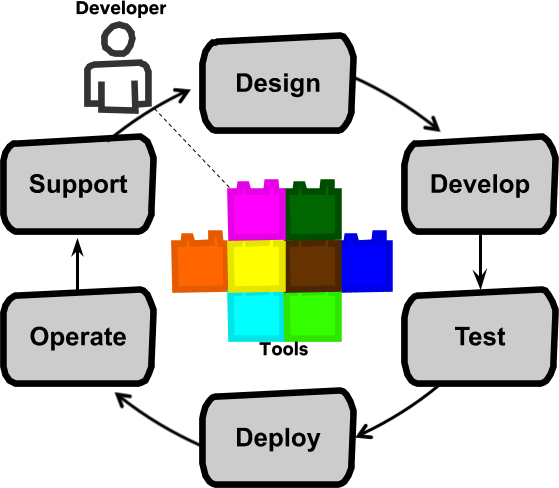 Developer
Design
Support
Develop
Operate
Test
Tools
Deploy